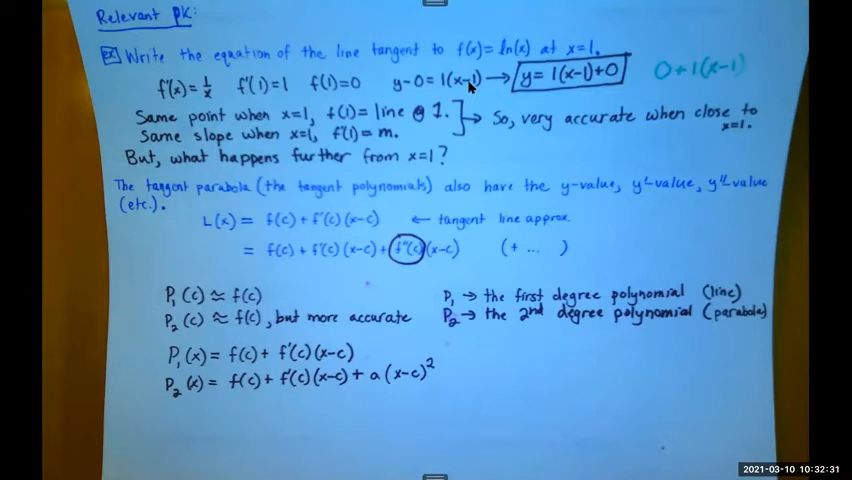 Relevant PK:
ex Write the equation of the line tangent to f(x) = ln(x) at x=1.
f'(x) = 1/x   f'(1) = 1   f(1) = 0   y-0 = 1(x-1) → y = 1(x-1)+0   0+1(x-1)
Same point when x=1, f(1) = line @ 1. → So, very accurate when close to x=1.
Same slope when x=1, f'(1) = m.
But, what happens further from x=1?
The tangent parabola (the tangent polynomials) also have the y-value, y'-value, y''-value
(etc.).
L(x) = f(c) + f'(c)(x-c)   ← tangent line approx.
= f(c) + f'(c)(x-c) + f''(c)(x-c)   (+ ... )
P₁(c) ≈ f(c)   P₁ → the first degree polynomial (line)
P₂(c) ≈ f(c), but more accurate   P₂ → the 2nd degree polynomial (parabola)
P₁(x) = f(c) + f'(c)(x-c)
P₂(x) = f(c) + f'(c)(x-c) + a(x-c)²
2021-03-10 10:32:31